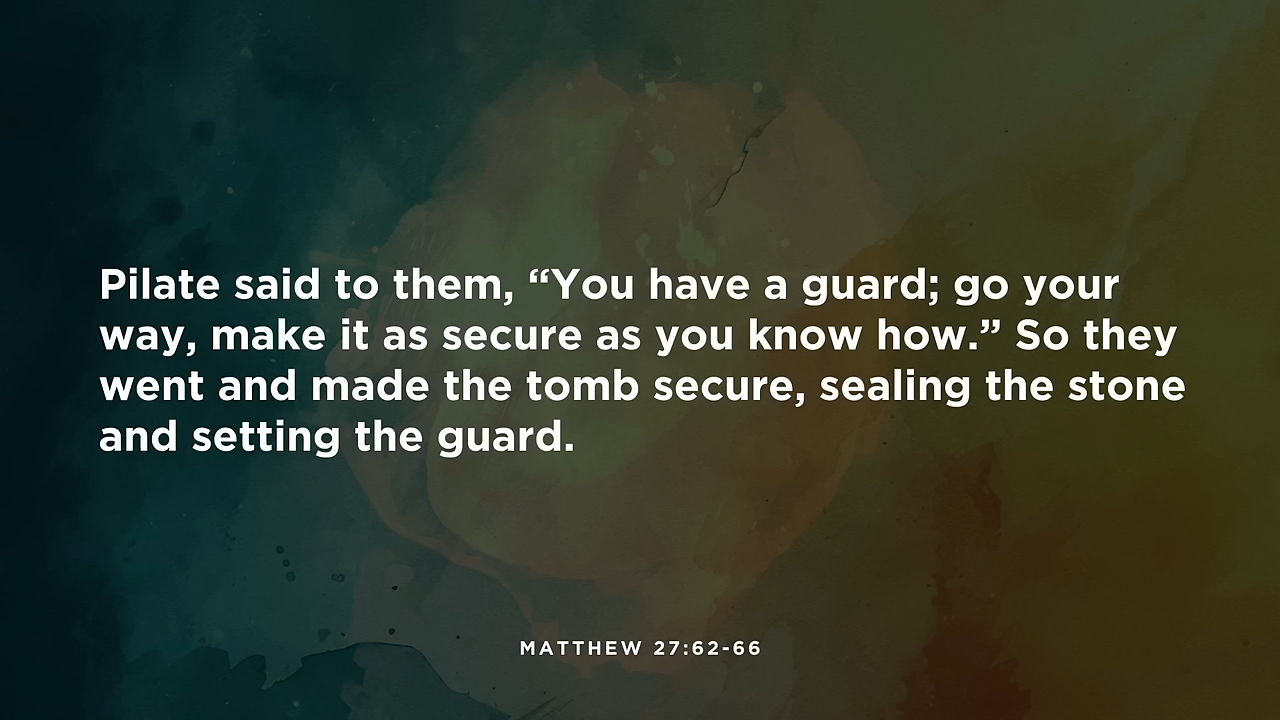 Pilate said to them, “You have a guard; go your
way, make it as secure as you know how.” So they
went and made the tomb secure, sealing the stone
and setting the guard.
MATTHEW 27:62-66